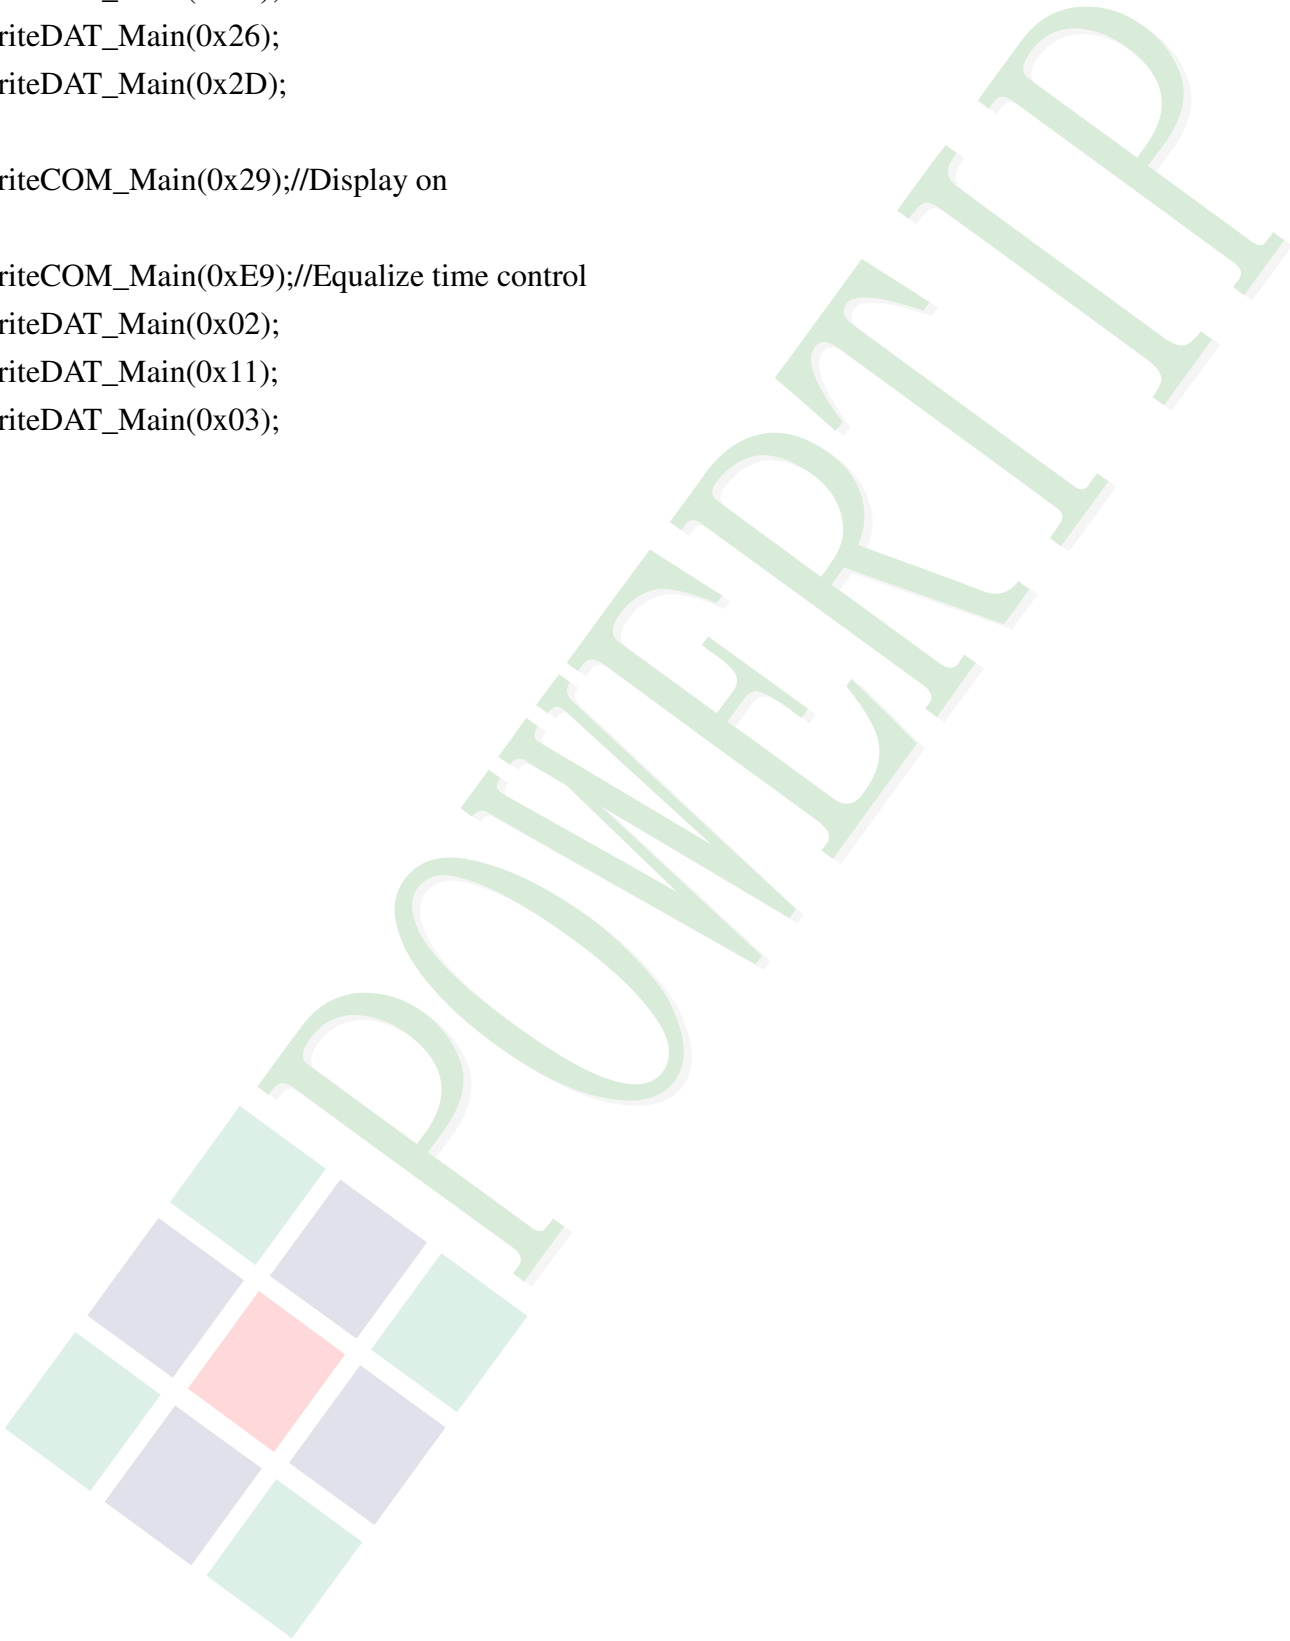 riteDAT_Main(0x26);
riteDAT_Main(0x2D);
riteCOM_Main(0x29);//Display on
riteCOM_Main(0xE9);//Equalize time control
riteDAT_Main(0x02);
riteDAT_Main(0x11);
riteDAT_Main(0x03);
POWERTIP